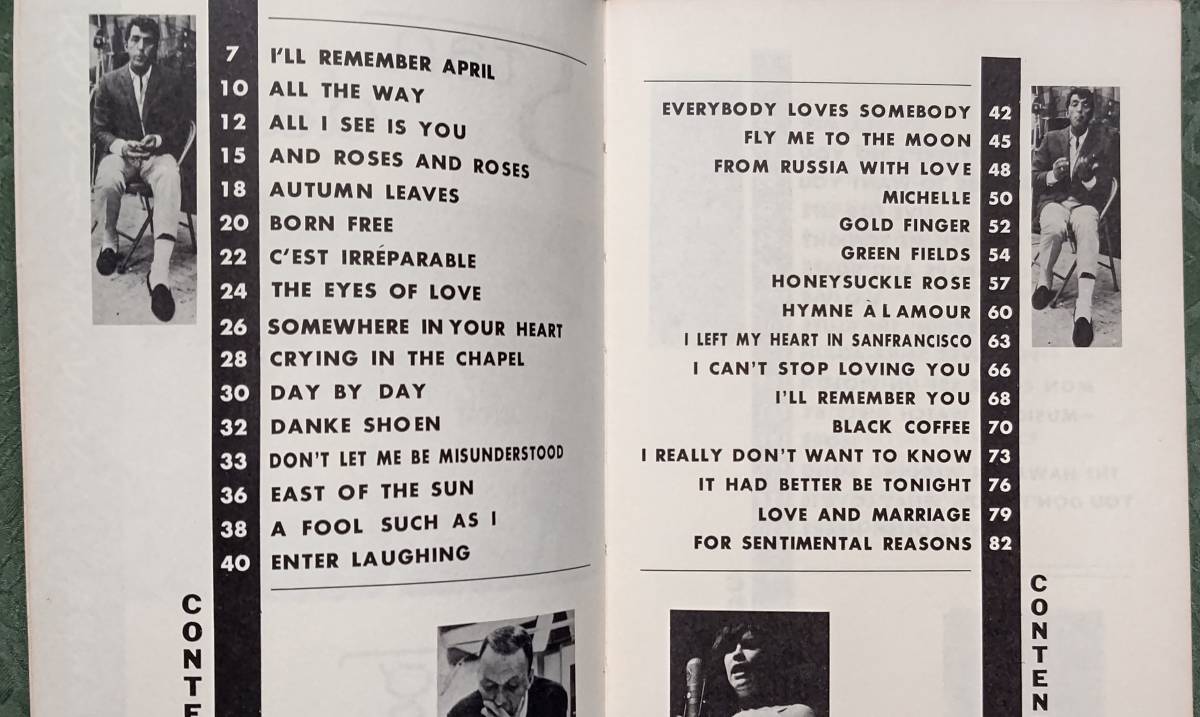 7 I'LL REMEMBER APRIL
10 ALL THE WAY
12 ALL I SEE IS YOU
15 AND ROSES AND ROSES
18 AUTUMN LEAVES
20 BORN FREE
22 C'EST IRRÉPARABLE
24 THE EYES OF LOVE
26 SOMEWHERE IN YOUR HEART
28 CRYING IN THE CHAPEL
30 DAY BY DAY
32 DANKE SHOEN
33 DON'T LET ME BE MISUNDERSTOOD
36 EAST OF THE SUN
38 A FOOL SUCH AS I
40 ENTER LAUGHING
CONTE
EVERYBODY LOVES SOMEBODY 42
FLY ME TO THE MOON 45
FROM RUSSIA WITH LOVE 48
MICHELLE 50
GOLD FINGER 52
GREEN FIELDS 54
HONEYSUCKLE ROSE 57
HYMNE À L AMOUR 60
I LEFT MY HEART IN SANFRANCISCO 63
I CAN'T STOP LOVING YOU 66
I'LL REMEMBER YOU 68
BLACK COFFEE 70
I REALLY DON'T WANT TO KNOW 73
IT HAD BETTER BE TONIGHT 76
LOVE AND MARRIAGE 79
FOR SENTIMENTAL REASONS 82
CONTEN